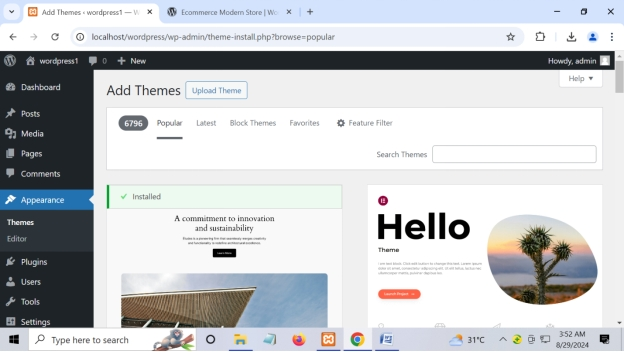 Add Themes ‹ wordpress1 — W
Ecommerce Modern Store | Wo
localhost/wordpress/wp-admin/theme-install.php?browse=popular
wordpress1 0 New Howdy, admin
Help
Dashboard
Posts
Media
Pages
Comments
Appearance
Themes
Editor
Plugins
Users
Tools
Settings
Add Themes Upload Theme
6796 Popular Latest Block Themes Favorites Feature Filter
Search Themes
Installed
A commitment to innovation
and sustainability
Hello
Theme
Type here to search
31°C
3:52 AM
8/29/2024